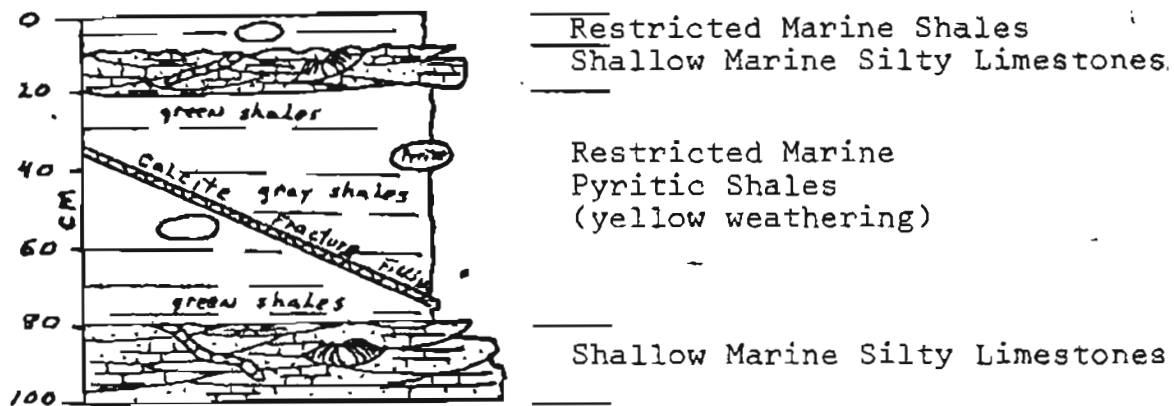 0
20
40
60
80
100
CM
green shales
Pyrite
Calcite
Fracture
Filling
gray shales
green shales
Restricted Marine Shales
Shallow Marine Silty Limestones
Restricted Marine
Pyritic Shales
(yellow weathering)
Shallow Marine Silty Limestones